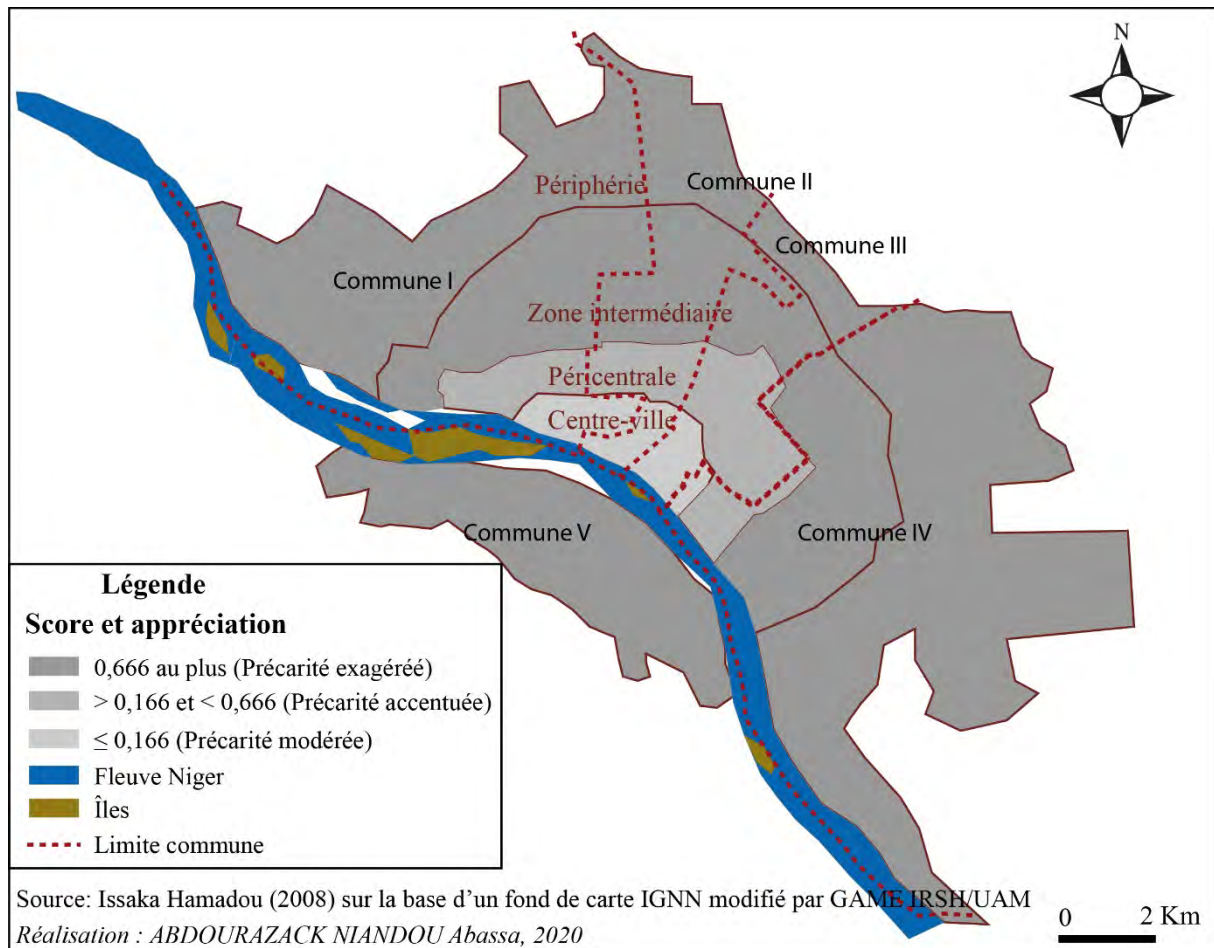 N
Périphérie
Commune II
Commune III
Commune I
Zone intermédiaire
Péricentrale
Centre-ville
Commune V
Commune IV
Légende
Score et appréciation
0,666 au plus (Précarité exagéréé)
> 0,166 et < 0,666 (Précarité accentuée)
≤ 0,166 (Précarité modérée)
Fleuve Niger
Îles
Limite commune
Source: Issaka Hamadou (2008) sur la base d'un fond de carte IGNN modifié par GAME IRSH/UAM
0 2 Km
Réalisation : ABDOURAZACK NIANDOU Abassa, 2020